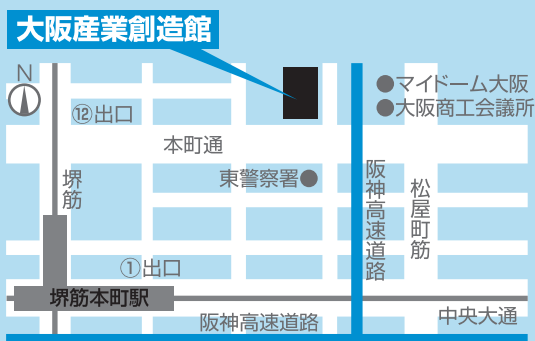 大阪産業創造館
N
マイドーム大阪
大阪商工会議所
⑫出口
本町通
堺筋
東警察署
阪神高速道路
松屋町筋
①出口
堺筋本町駅
阪神高速道路
中央大通